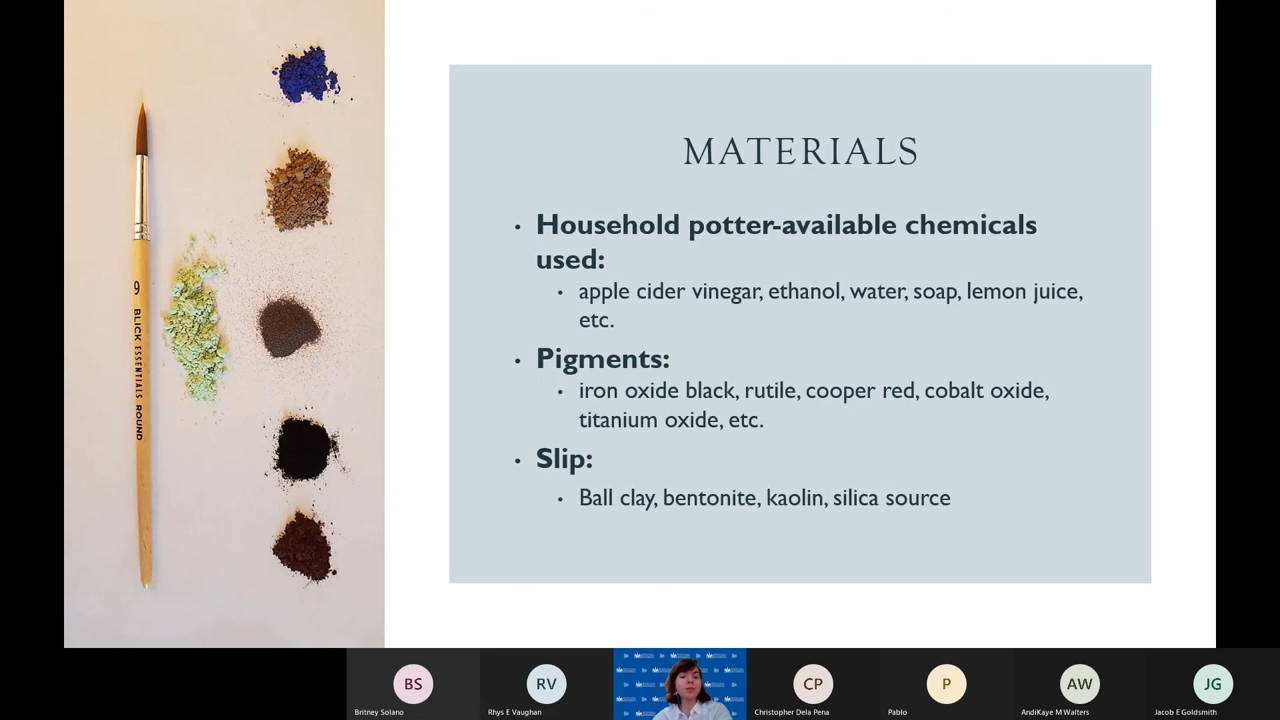 9 BLICK ESSENTIALS ROUND
MATERIALS
• Household potter-available chemicals
used:
• apple cider vinegar, ethanol, water, soap, lemon juice,
etc.
• Pigments:
• iron oxide black, rutile, cooper red, cobalt oxide,
titanium oxide, etc.
• Slip:
• Ball clay, bentonite, kaolin, silica source
BS
RV
CP
P
AW
JG
Britney Solano
Rhys E Vaughan
Christopher Dela Pena
Pablo
AndiKaye M Walters
Jacob E Goldsmith